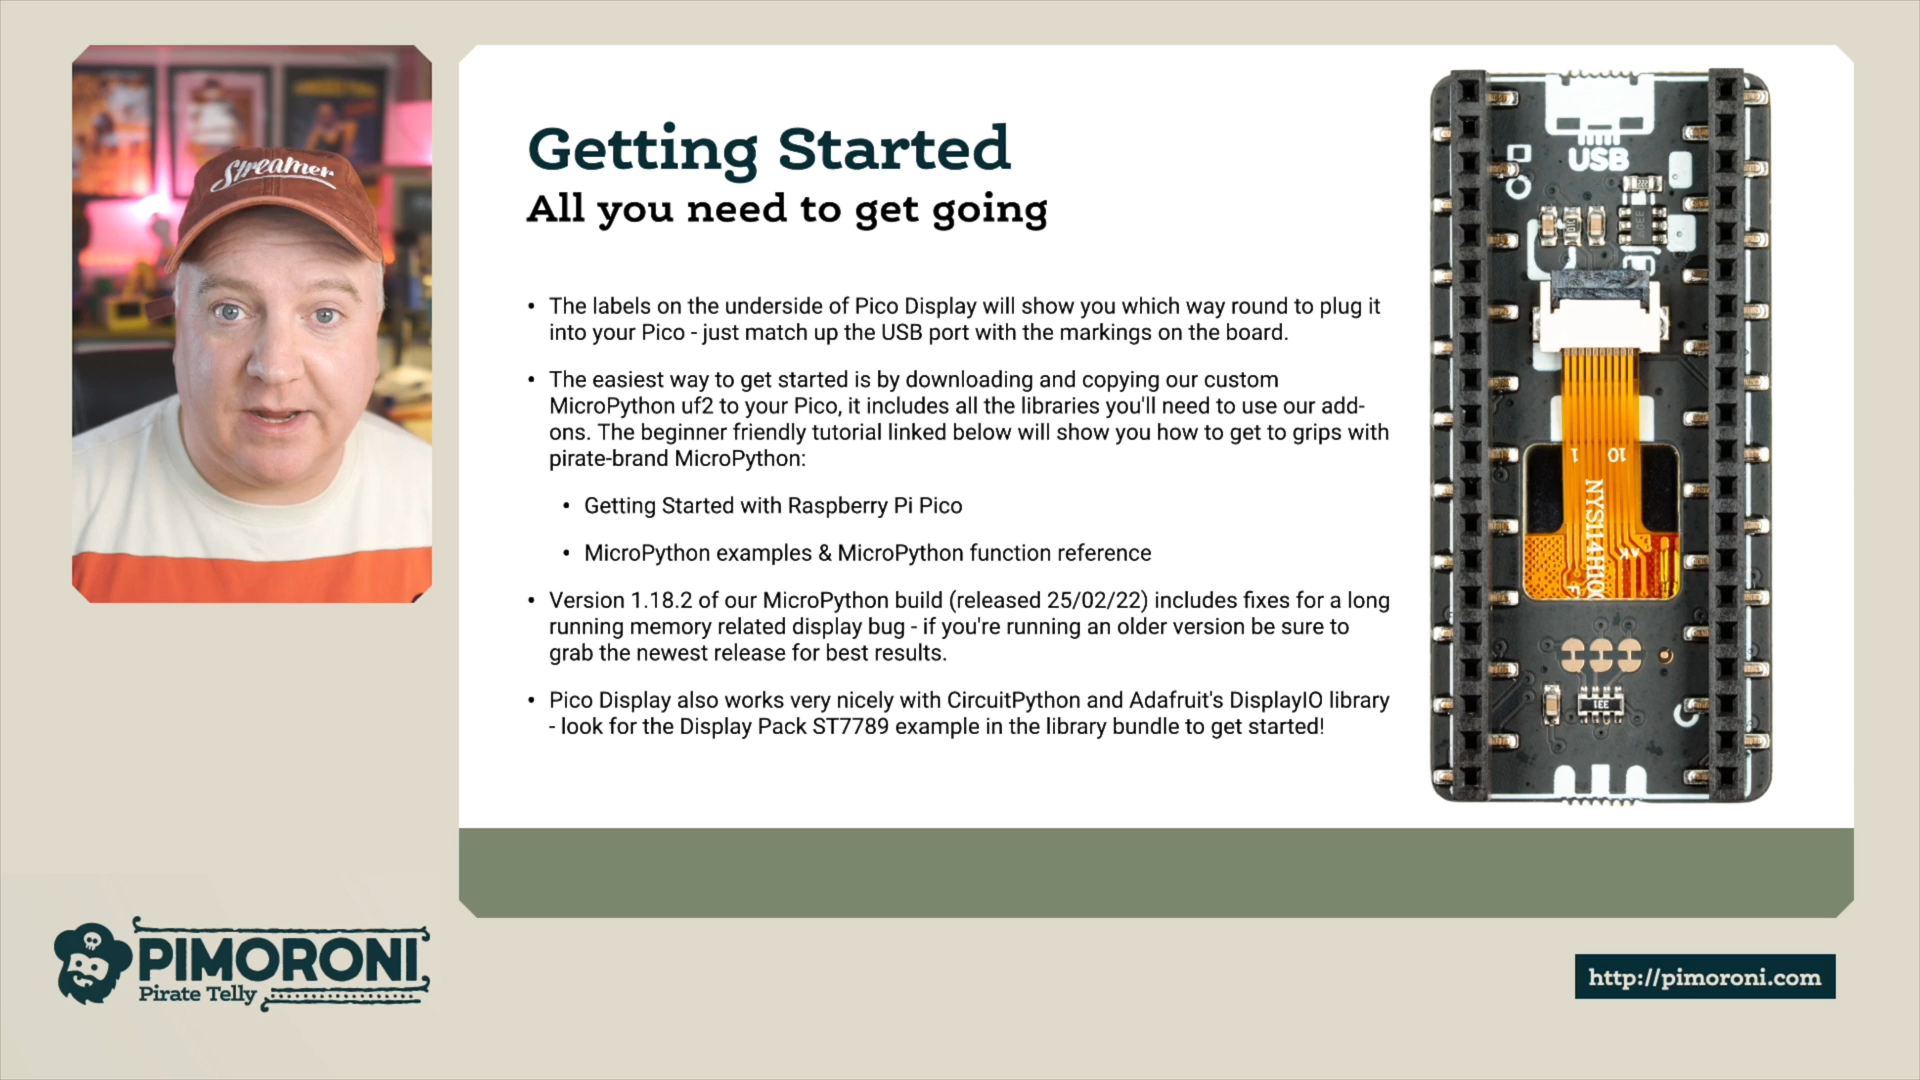 Streamer
Getting Started
All you need to get going
• The labels on the underside of Pico Display will show you which way round to plug it
into your Pico - just match up the USB port with the markings on the board.
• The easiest way to get started is by downloading and copying our custom
MicroPython uf2 to your Pico, it includes all the libraries you'll need to use our add-
ons. The beginner friendly tutorial linked below will show you how to get to grips with
pirate-brand MicroPython:
• Getting Started with Raspberry Pi Pico
• MicroPython examples & MicroPython function reference
• Version 1.18.2 of our MicroPython build (released 25/02/22) includes fixes for a long
running memory related display bug - if you're running an older version be sure to
grab the newest release for best results.
• Pico Display also works very nicely with CircuitPython and Adafruit's DisplayIO library
- look for the Display Pack ST7789 example in the library bundle to get started!
USB
1 10
AK
331
PIMORONI
Pirate Telly
http://pimoroni.com